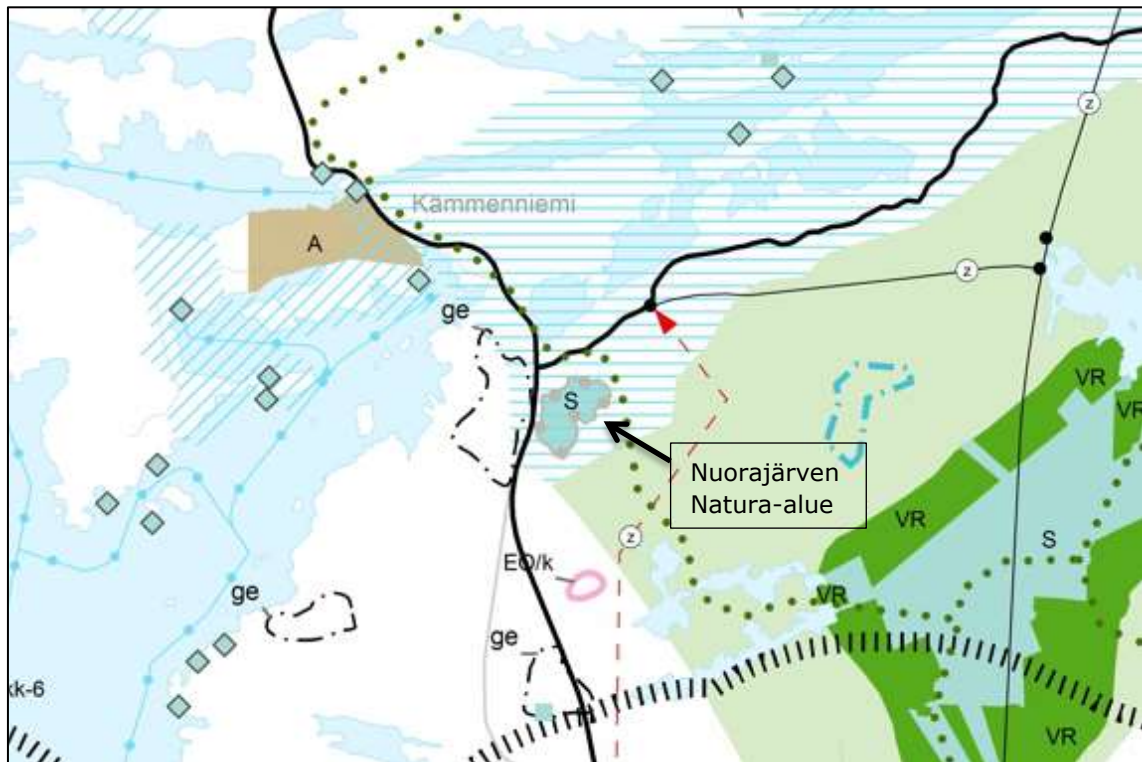 z
Kämmenniemi
A
z
ge
VR
S
VR
Nuorajärven
Natura-alue
VR
z
S
EO/k
VR
ge
ge
kk-6
VR